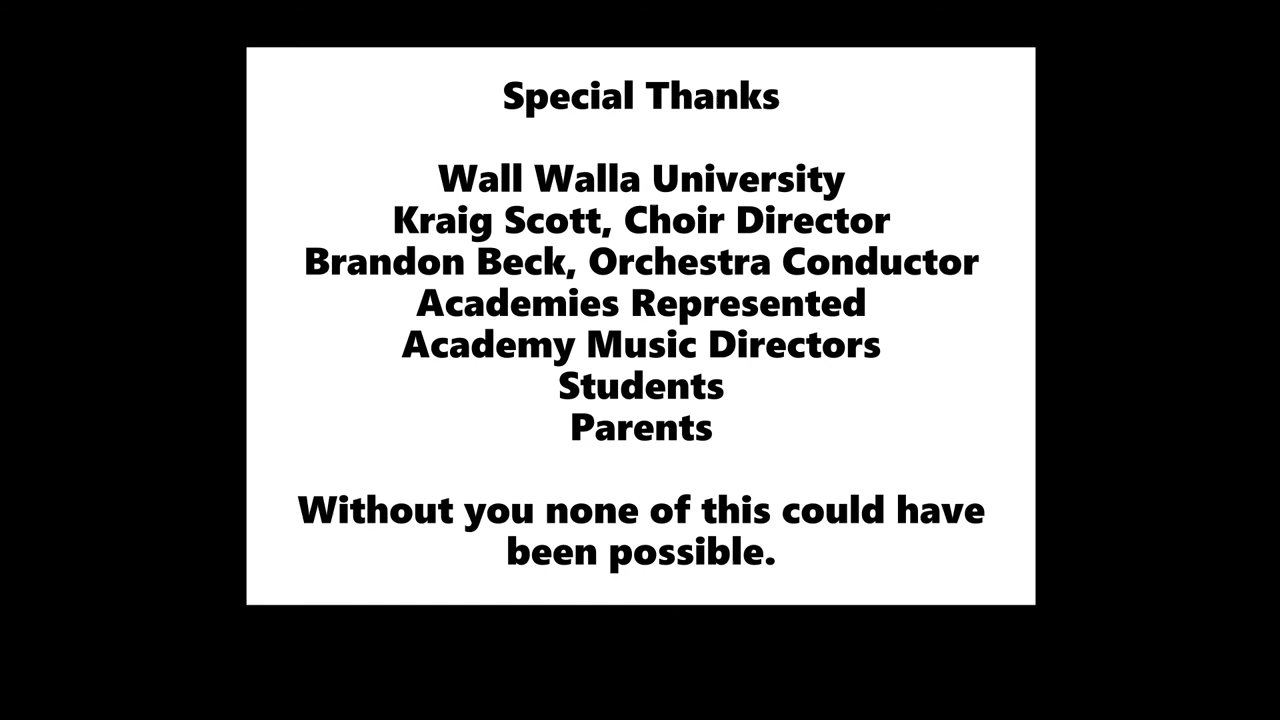 Special Thanks
Wall Walla University
Kraig Scott, Choir Director
Brandon Beck, Orchestra Conductor
Academies Represented
Academy Music Directors
Students
Parents
Without you none of this could have
been possible.